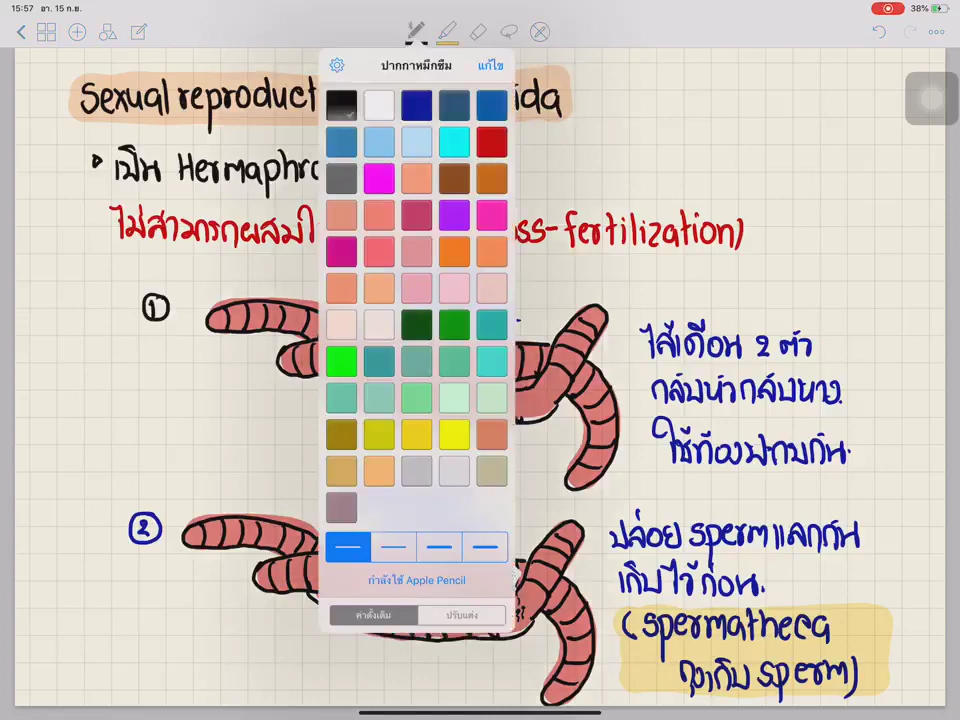 15:57 อา. 15 ก.ย.
38%
ปากกาหมึกซึม
แก้ไข
Sexual reproduct
ida
เป็น Hermaphro
ไม่สามารถผสมใ
ss-fertilization)
1
ไส้เดือน 2 ตัว
กลับหัวกลับหาง
ใช้ท้องประกบกัน
2
ปล่อย sperm แลกกัน
เก็บไว้ก่อน.
(spermatheca
ถุงเก็บ sperm)
กำลังใช้ Apple Pencil
ค่าดั้งเดิม
ปรับแต่ง